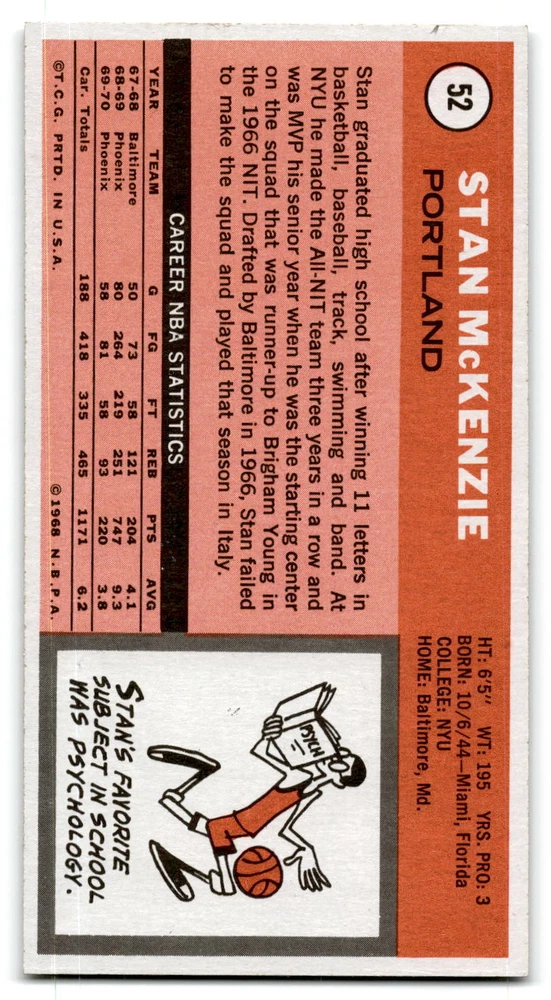 52
STAN McKENZIE
PORTLAND
HT: 6'5" WT: 195 YRS. PRO: 3
BORN: 10/6/44—Miami, Florida
COLLEGE: NYU
HOME: Baltimore, Md.
Stan graduated high school after winning 11 letters in
basketball, baseball, track, swimming and band. At
NYU he made the All-NIT team three years in a row and
was MVP his senior year when he was the starting center
on the squad that was runner-up to Brigham Young in
the 1966 NIT. Drafted by Baltimore in 1966, Stan failed
to make the squad and played that season in Italy.
CAREER NBA STATISTICS
YEAR TEAM G FG FT REB PTS AVG
67-68 Baltimore 50 73 58 121 204 4.1
68-69 Phoenix 80 264 219 251 747 9.3
69-70 Phoenix 58 81 58 93 220 3.8
Car. Totals 188 418 335 465 1171 6.2
©T.C.G. PRTD. IN U.S.A. ©1968 N.B.P.A.
PSYCH
STAN'S FAVORITE
SUBJECT IN SCHOOL
WAS PSYCHOLOGY.